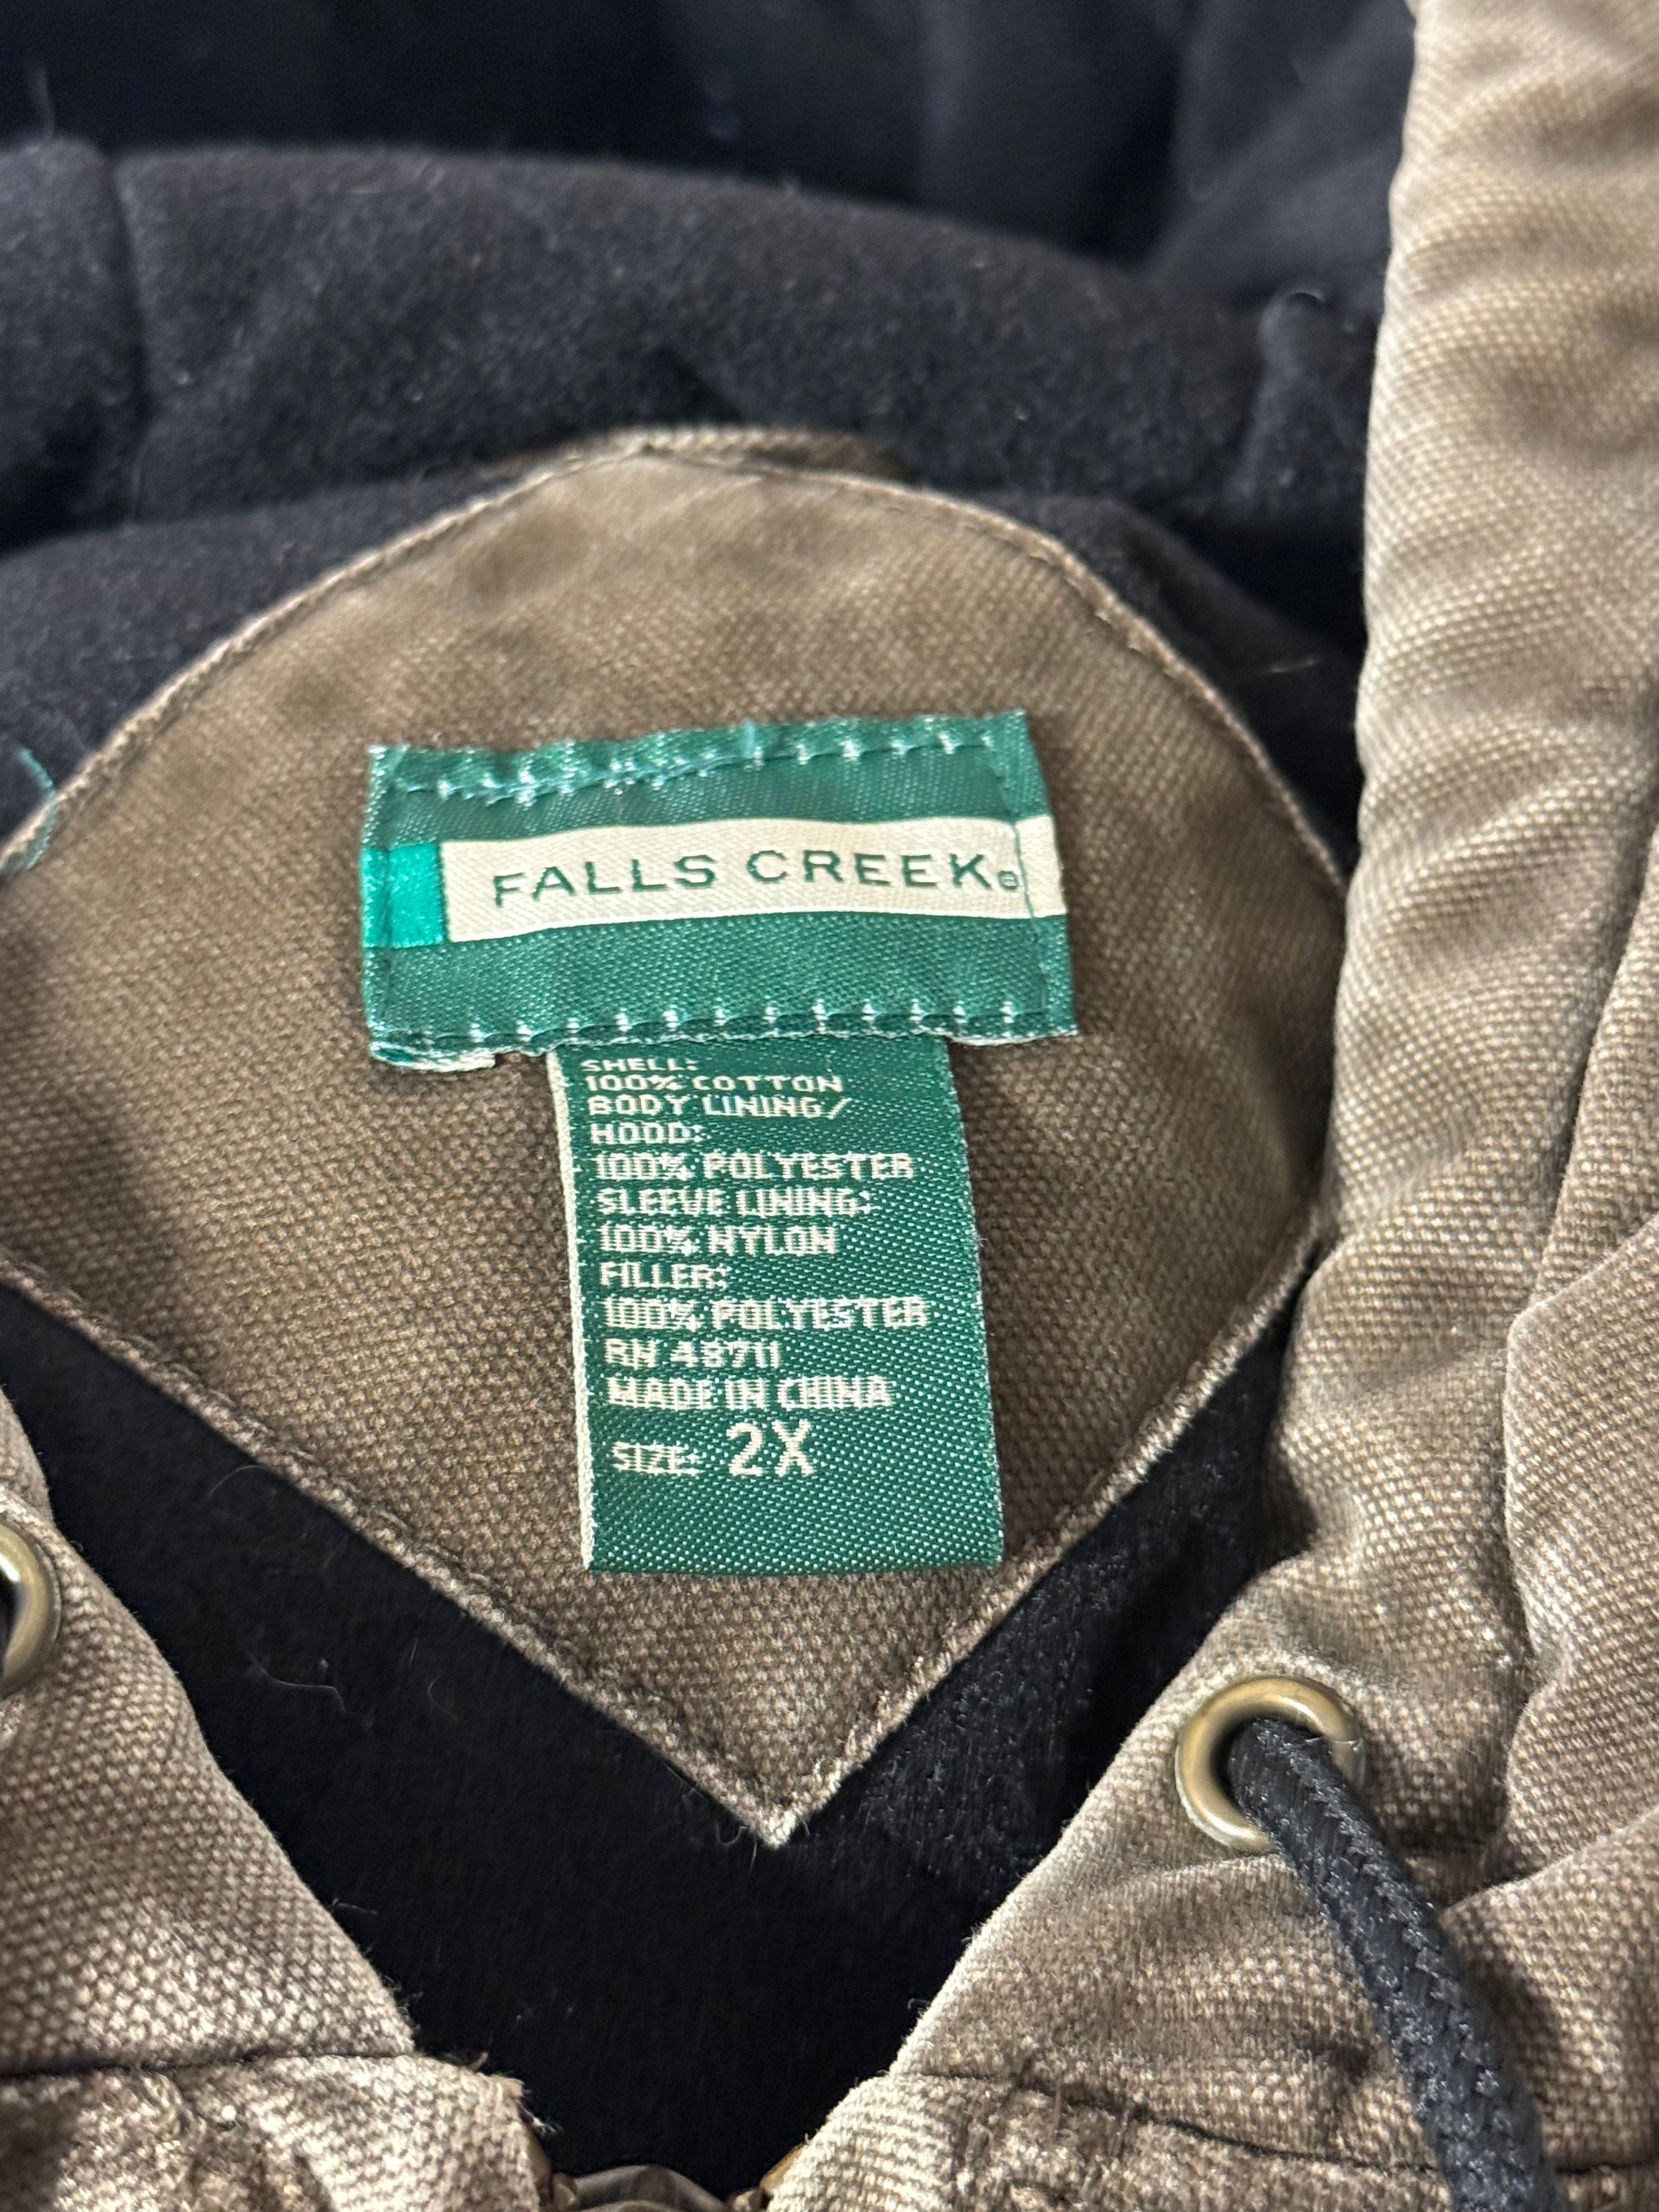 FALLS CREEK®
SHELL:
100% COTTON
BODY LINING/
HOOD:
100% POLYESTER
SLEEVE LINING:
100% NYLON
FILLER:
100% POLYESTER
RN 48711
MADE IN CHINA
SIZE: 2X